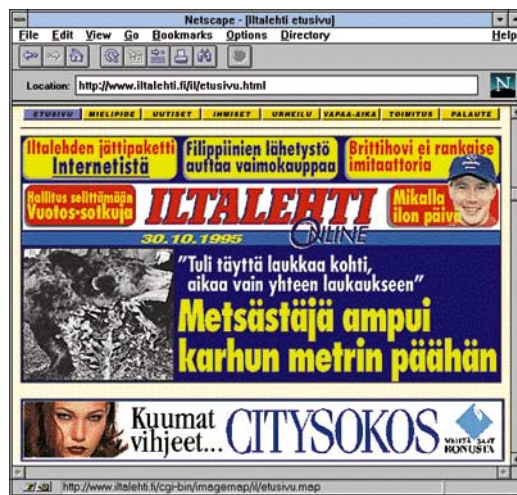 Netscape - [Iltalehti etusivu]
File Edit View Go Bookmarks Options Directory Help
Location: http://www.iltalehti.fi/il/etusivu.html
N
ETUSIVU MIELIPIDE UUTISET IHMISET URHEILU VAPAA-AIKA TOIMITUS PALAUTE
Iltalehden jättipaketti
Internetistä
Filippiinien lähetystö
auttaa vaimokauppaa
Brittihovi ei rankaise
imitaattoria
Hallitus selittämään
Vuotos-sotkuja
ILTALEHTI
ONLINE
Mikalla
ilon päivä
30.10.1995
"Tuli täyttä laukkaa kohti,
aikaa vain yhteen laukaukseen"
Metsästäjä ampui
karhun metrin päähän
Kuumat
vihjeet...
CITYSOKOS
MEILTÄ SAAT
BONUSTA
http://www.iltalehti.fi/cgi-bin/imagemap/il/etusivu.map